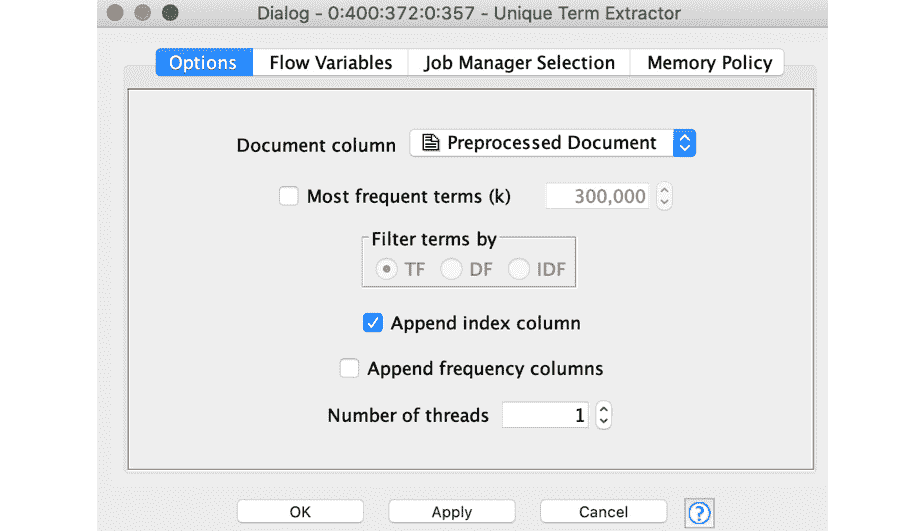 Dialog - 0:400:372:0:357 - Unique Term Extractor
Options Flow Variables Job Manager Selection Memory Policy
Document column Preprocessed Document
Most frequent terms (k) 300,000
Filter terms by
TF DF IDF
Append index column
Append frequency columns
Number of threads 1
OK Apply Cancel ?